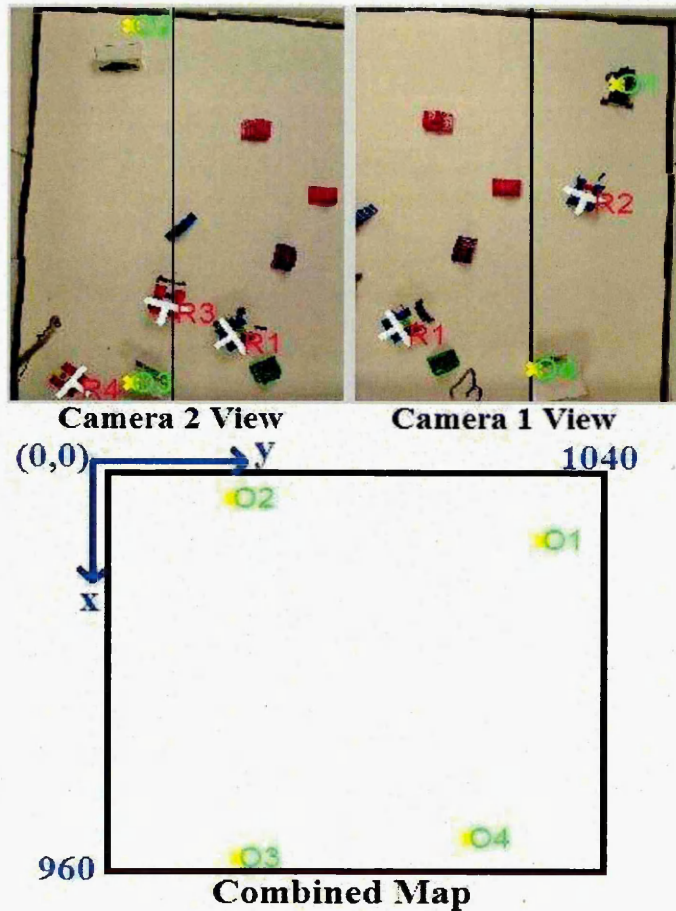 O2
O1
R2
R3
R1
R1
R4
O3
O4
Camera 2 View
Camera 1 View
(0,0)
y
1040
O2
O1
x
O3
O4
960
Combined Map